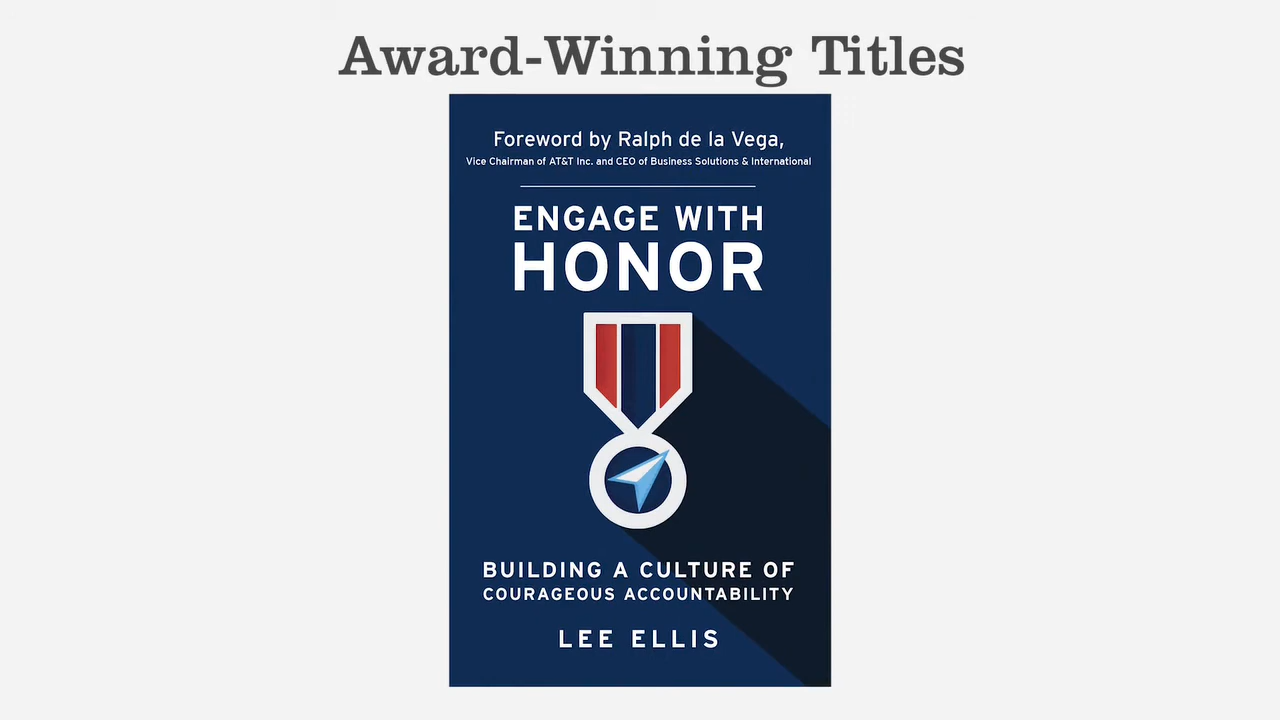 Award-Winning Titles
Foreword by Ralph de la Vega,
Vice Chairman of AT&T Inc. and CEO of Business Solutions & International
ENGAGE WITH
HONOR
BUILDING A CULTURE OF
COURAGEOUS ACCOUNTABILITY
LEE ELLIS